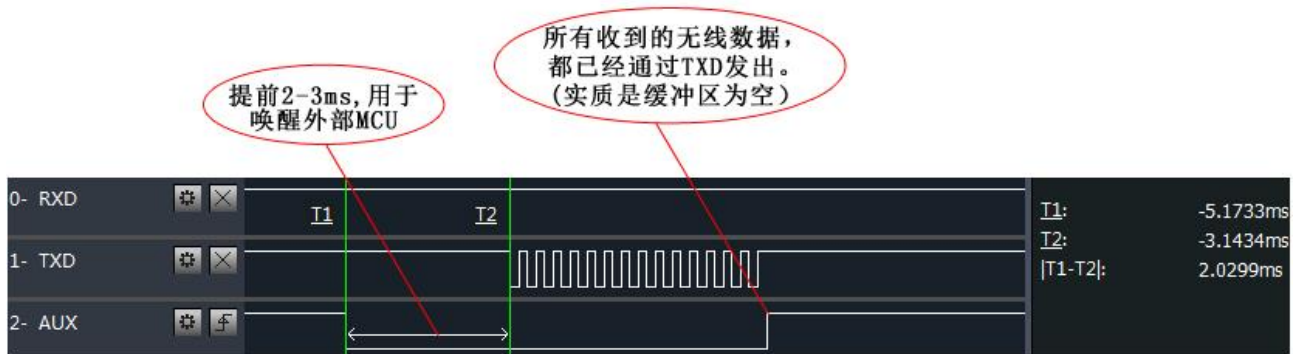 所有收到的无线数据，
都已经通过TXD发出。
(实质是缓冲区为空)
提前2-3ms,用于
唤醒外部MCU
0- RXD
T1
T2
T1:
-5.1733ms
T2:
-3.1434ms
|T1-T2|:
2.0299ms
1- TXD
2- AUX